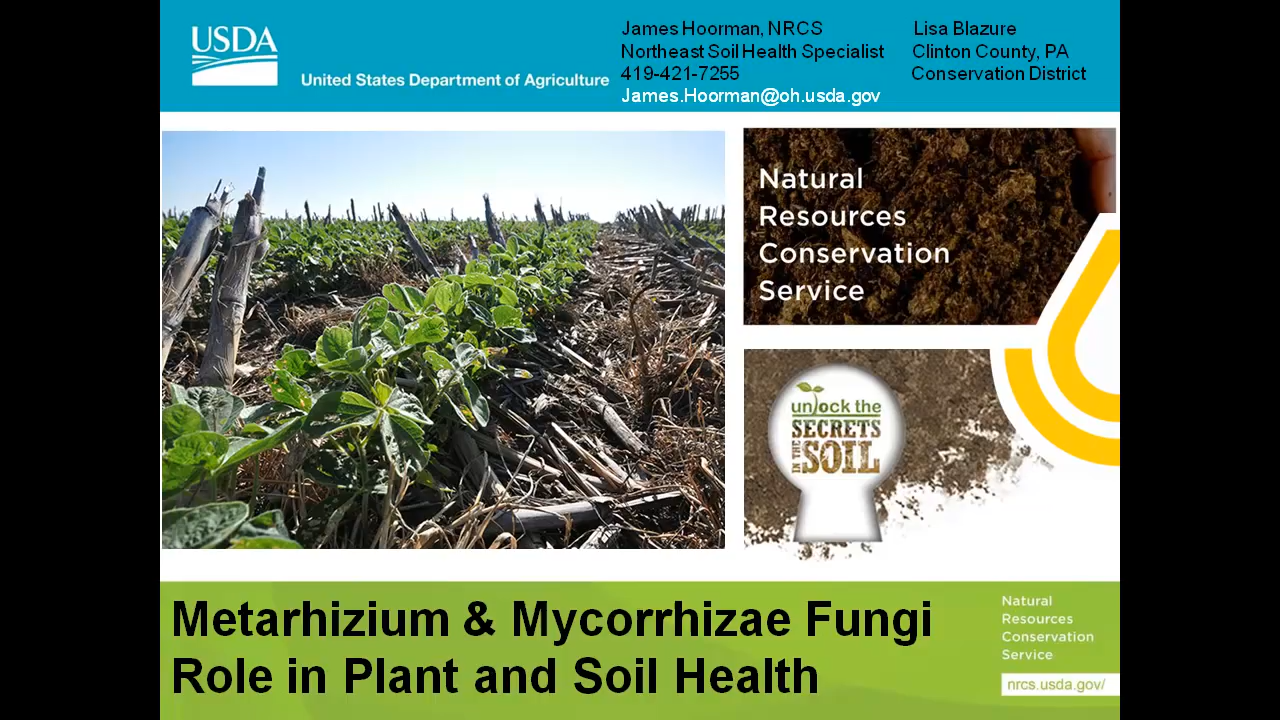 USDA
United States Department of Agriculture
James Hoorman, NRCS
Northeast Soil Health Specialist
419-421-7255
James.Hoorman@oh.usda.gov
Lisa Blazure
Clinton County, PA
Conservation District
Natural
Resources
Conservation
Service
unlock the
SECRETS
IN THE SOIL
Metarhizium & Mycorrhizae Fungi
Role in Plant and Soil Health
Natural
Resources
Conservation
Service
nrcs.usda.gov/